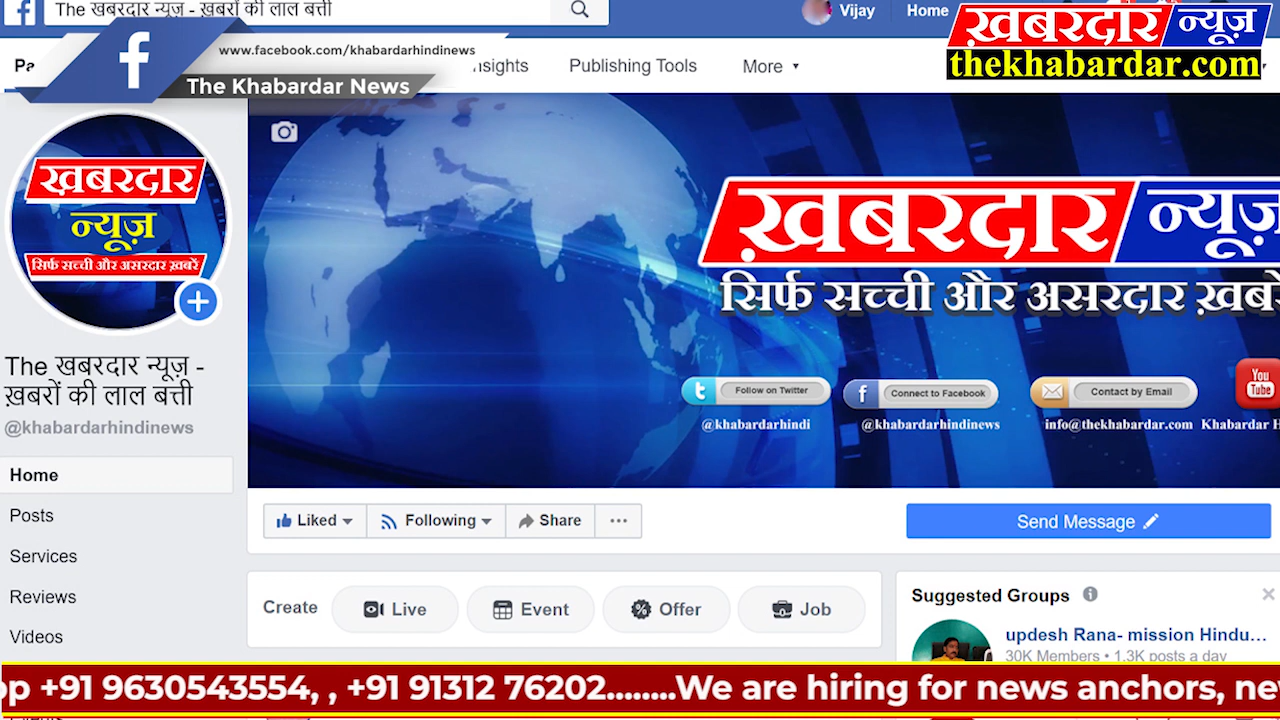 The खबरदार न्यूज़ - ख़बरों की लाल बत्ती
Vijay
Home
ख़बरदार न्यूज़
thekhabardar.com
www.facebook.com/khabardarhindinews
The Khabardar News
Publishing Tools
More
ख़बरदार
न्यूज़
सिर्फ सच्ची और असरदार ख़बरें
ख़बरदार न्यूज़
सिर्फ सच्ची और असरदार ख़बरें
Follow on Twitter
Connect to Facebook
Contact by Email
You
Tube
@khabardarhindi
@khabardarhindinews
info@thekhabardar.com
Khabardar H
The खबरदार न्यूज़ -
ख़बरों की लाल बत्ती
@khabardarhindinews
Home
Posts
Services
Reviews
Videos
Liked
Following
Share
Send Message
Create
Live
Event
Offer
Job
Suggested Groups
updesh Rana- mission Hindu...
30K Members • 1.3K posts a day
op +91 9630543554, , +91 91312 76202........We are hiring for news anchors, ne